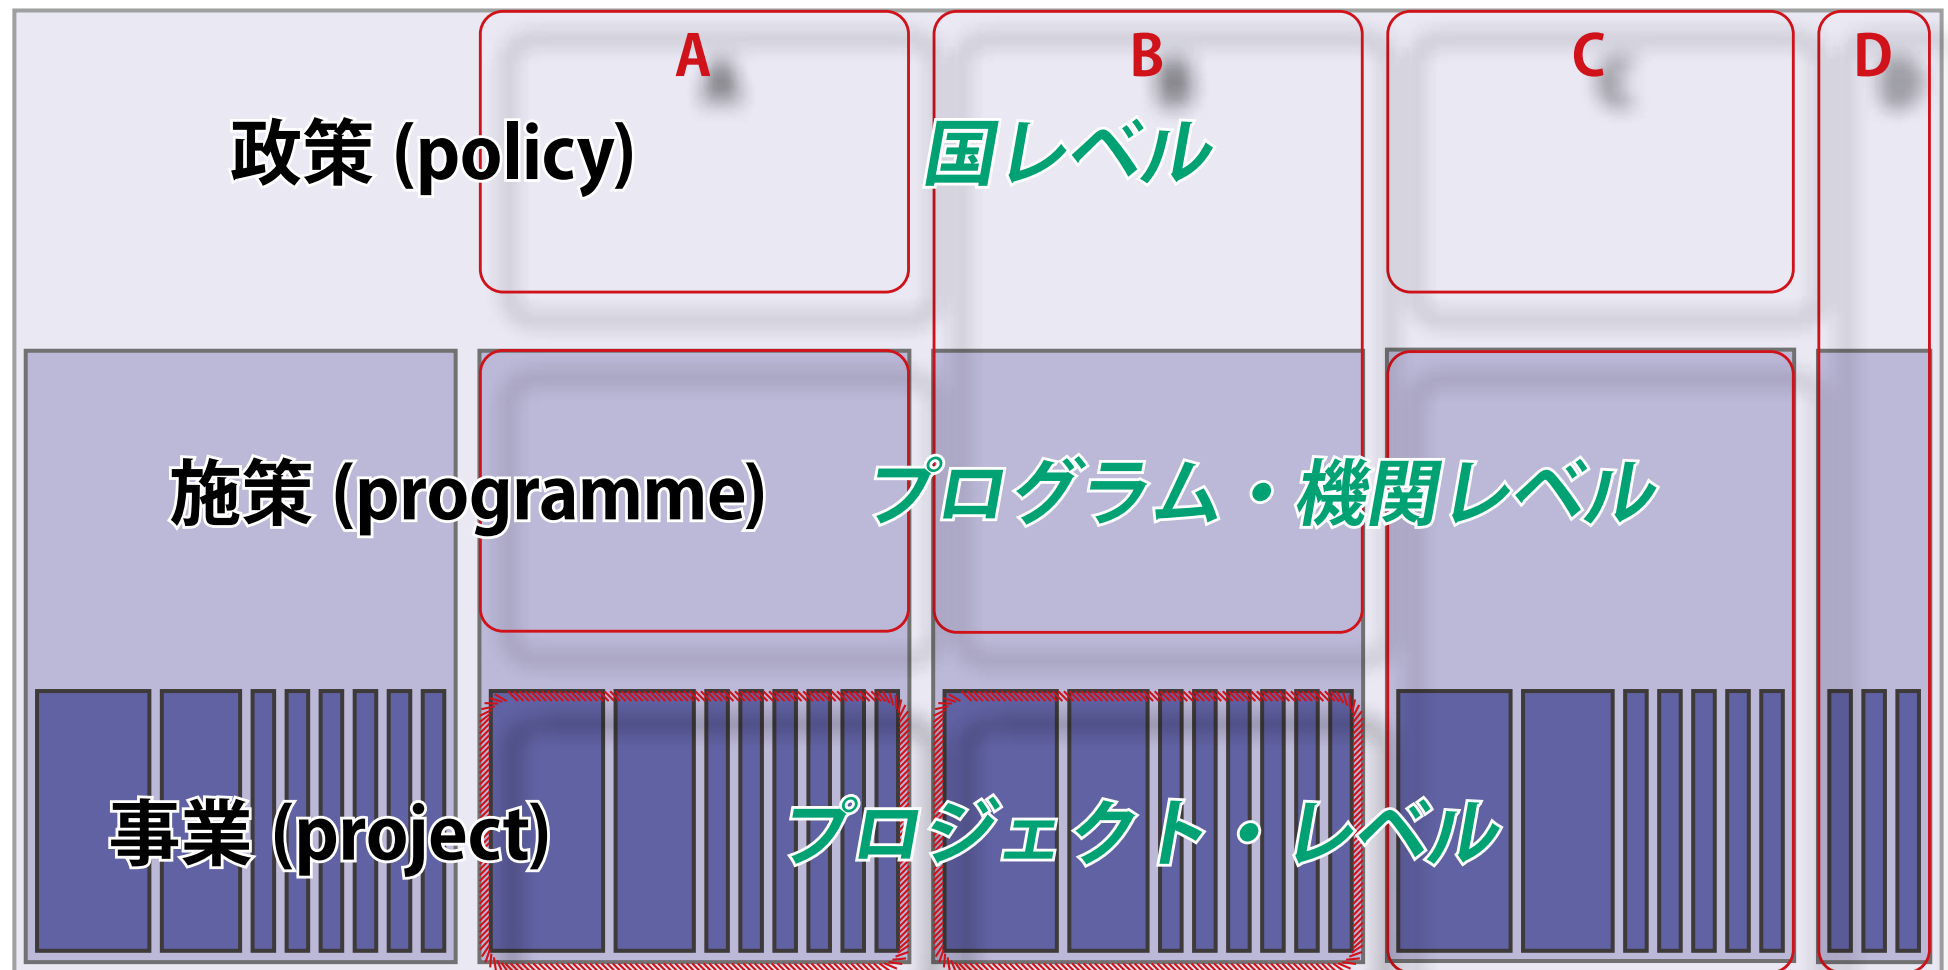 A B C D
政策 (policy) 国レベル
施策 (programme) プログラム・機関レベル
事業 (project) プロジェクト・レベル